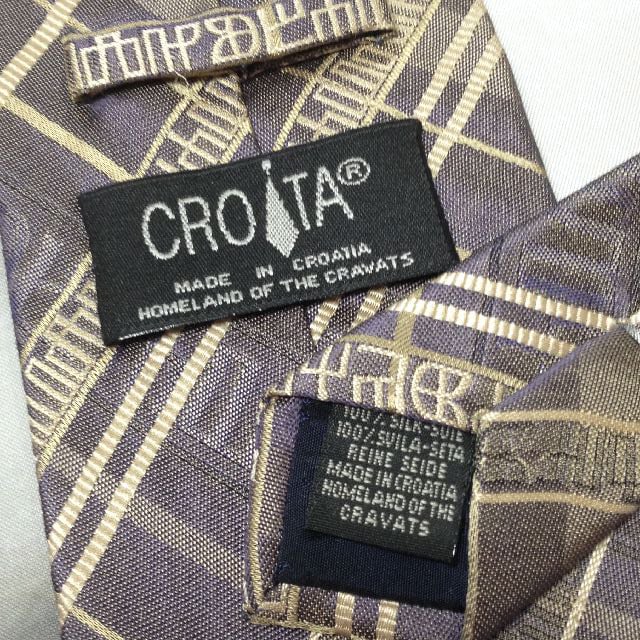 CROATA®
MADE IN CROATIA
HOMELAND OF THE CRAVATS
100% SVILA-SETA
REINE SEIDE
MADE IN CROATIA
HOMELAND OF THE
CRAVATS